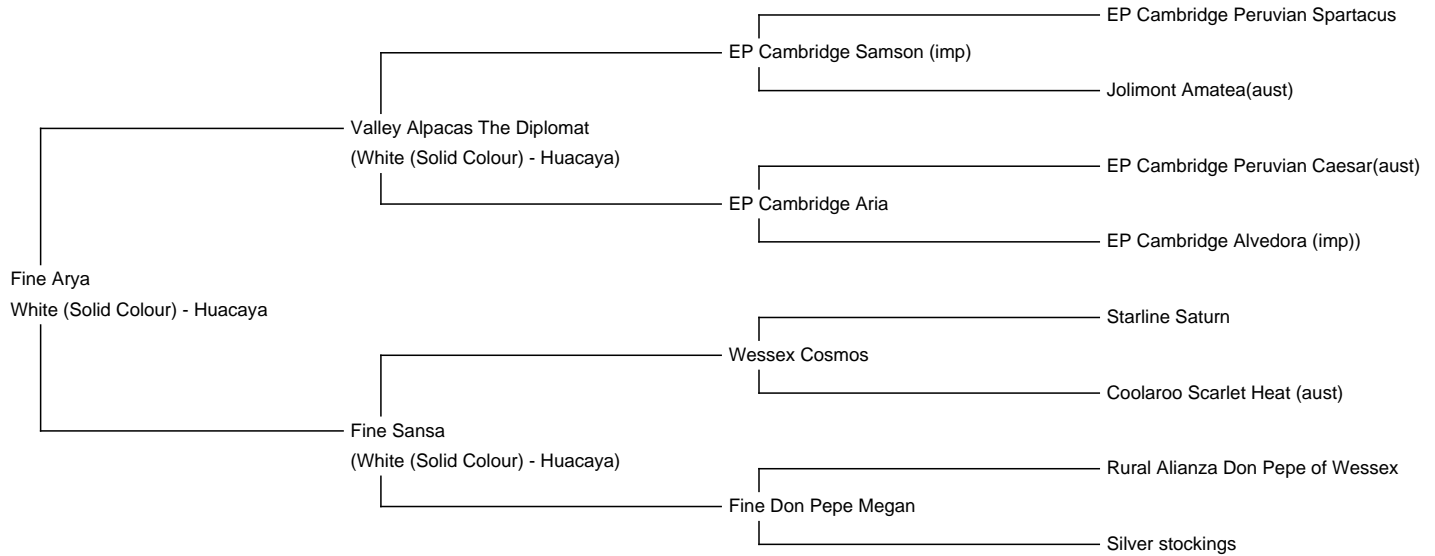 EP Cambridge Peruvian Spartacus
EP Cambridge Samson (imp)
Jolimont Amatea(aust)
Valley Alpacas The Diplomat
(White (Solid Colour) - Huacaya)
EP Cambridge Peruvian Caesar(aust)
EP Cambridge Aria
EP Cambridge Alvedora (imp))
Fine Arya
White (Solid Colour) - Huacaya
Starline Saturn
Wessex Cosmos
Coolaroo Scarlet Heat (aust)
Fine Sansa
(White (Solid Colour) - Huacaya)
Rural Alianza Don Pepe of Wessex
Fine Don Pepe Megan
Silver stockings